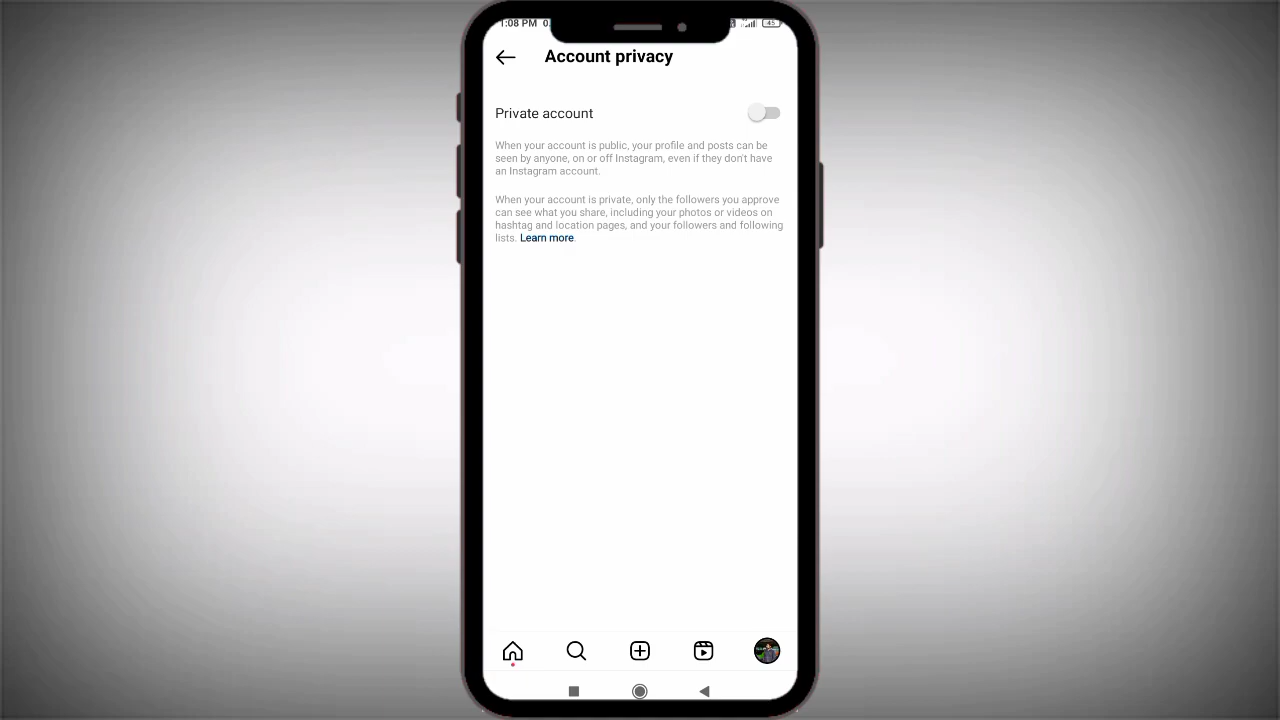 1:08 PM 0.
45
Account privacy
Private account
When your account is public, your profile and posts can be
seen by anyone, on or off Instagram, even if they don't have
an Instagram account.
When your account is private, only the followers you approve
can see what you share, including your photos or videos on
hashtag and location pages, and your followers and following
lists. Learn more.